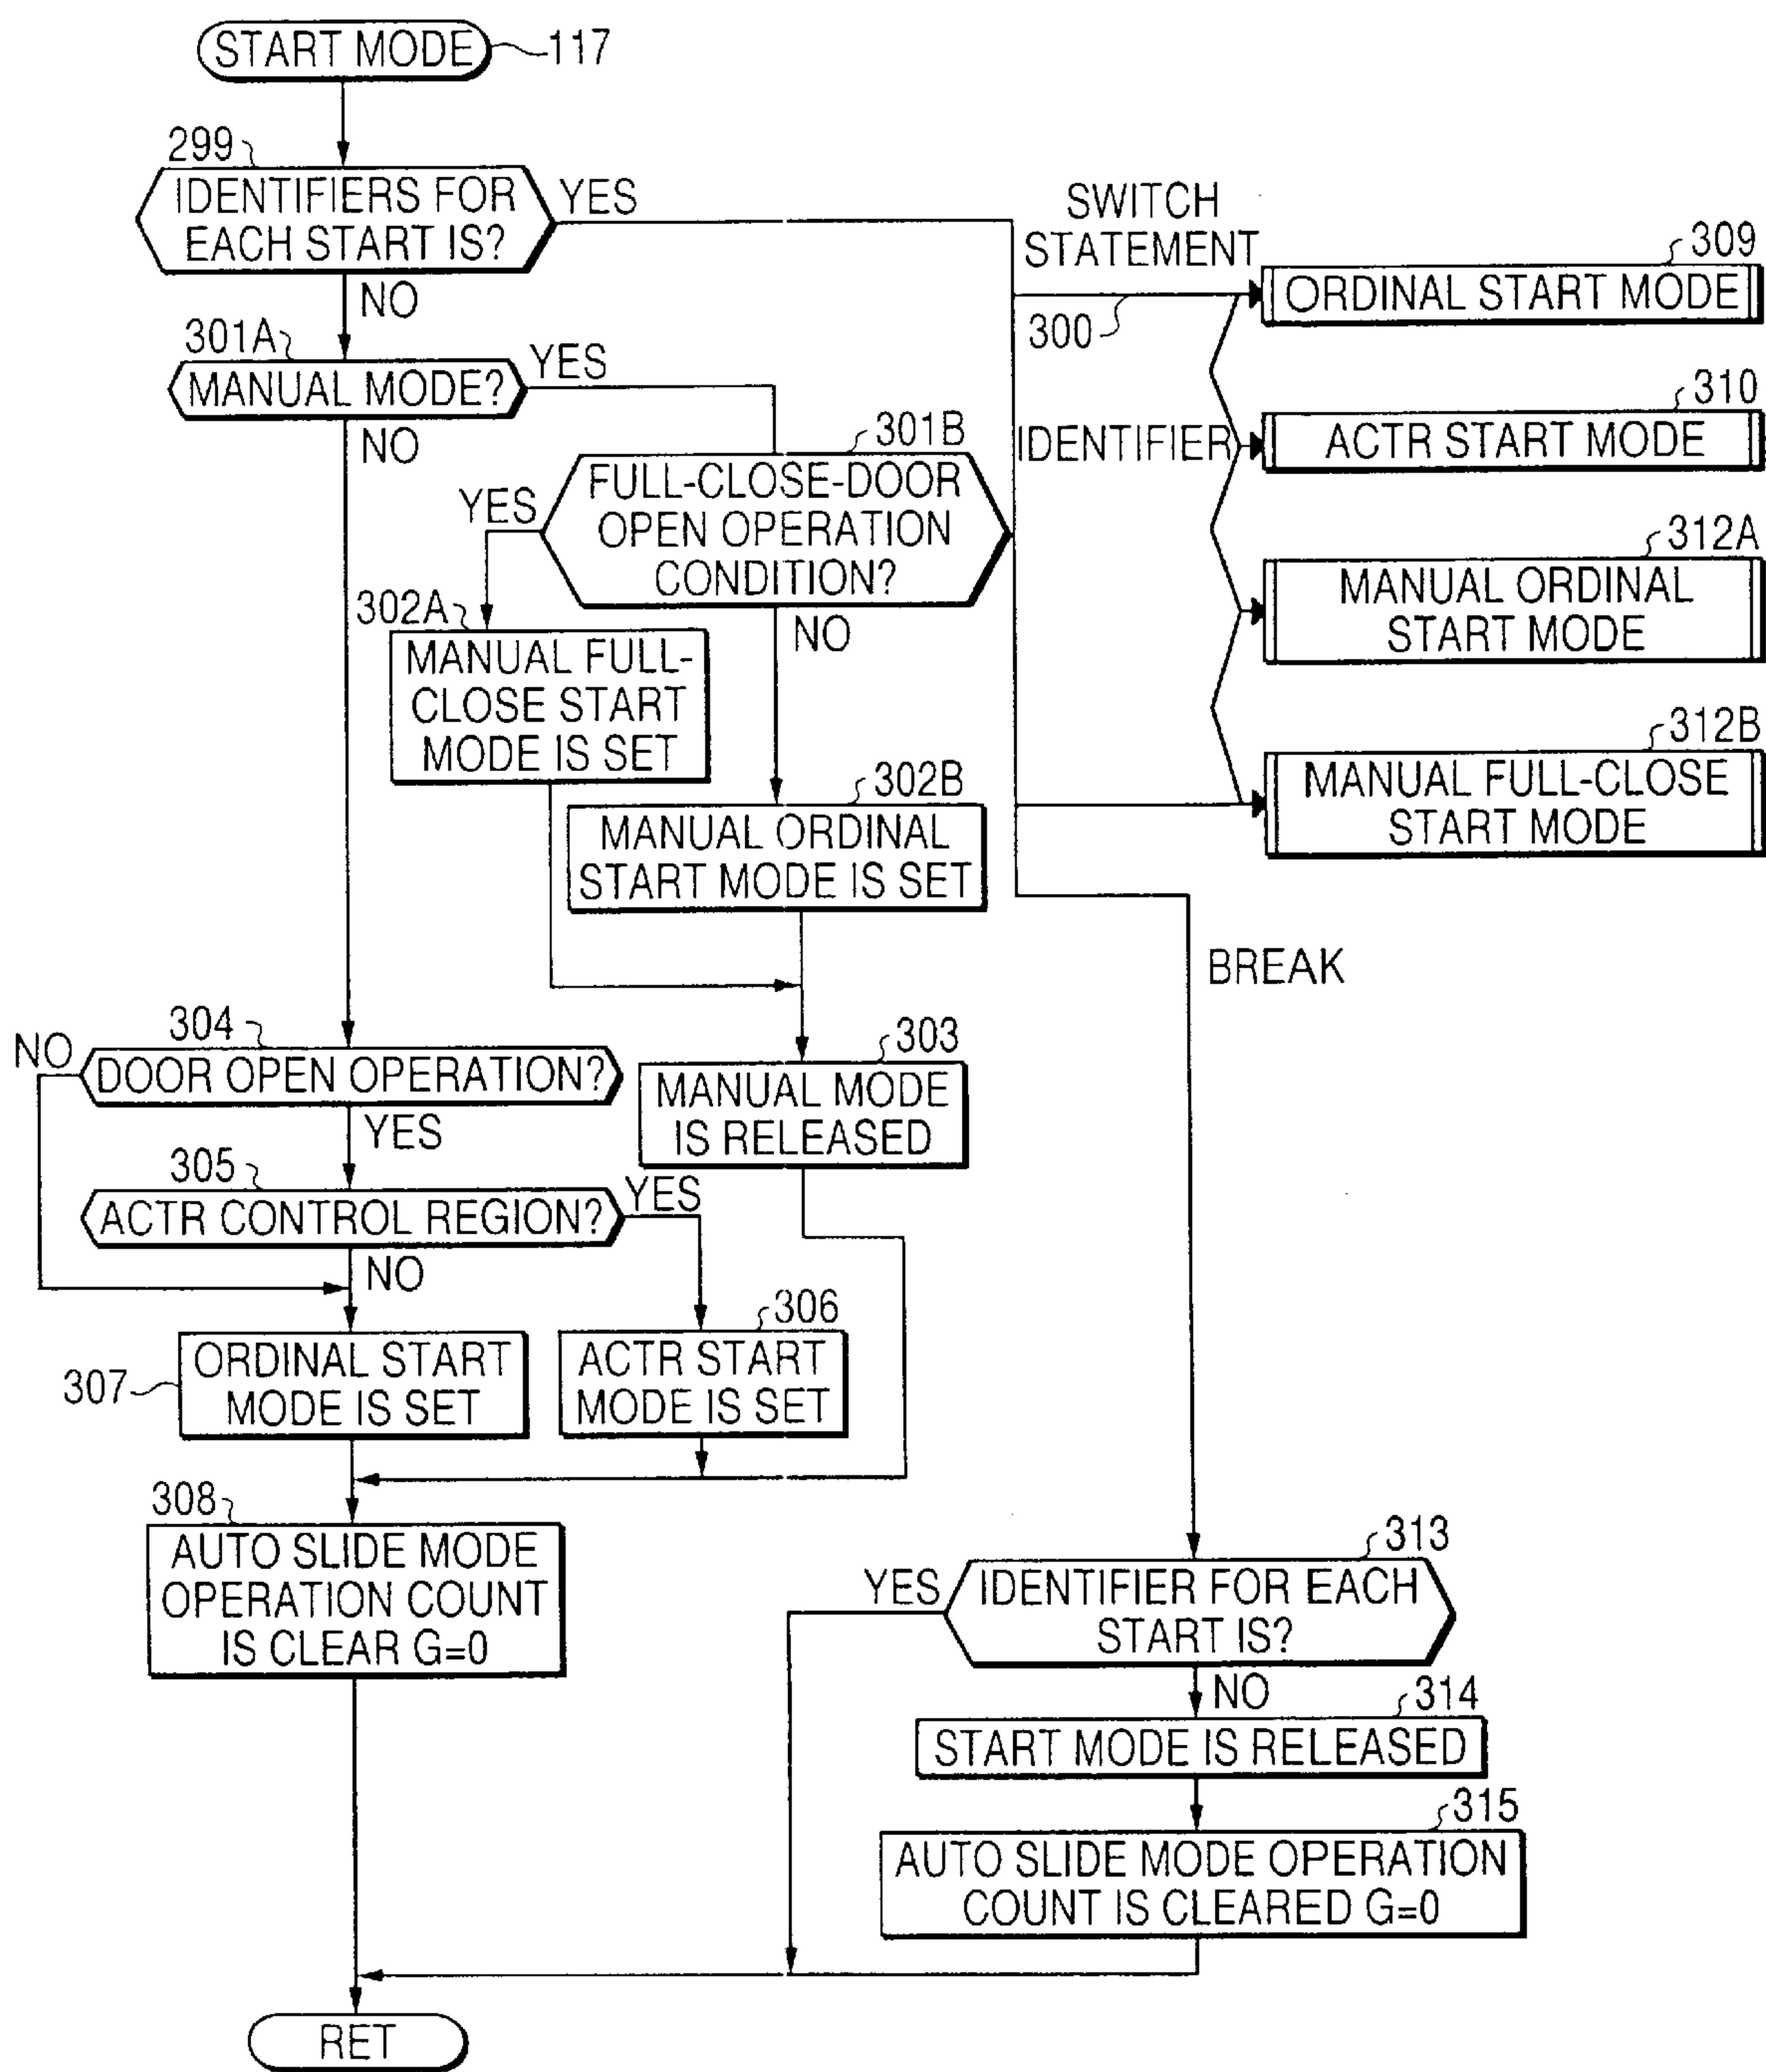 START MODE
117
299
IDENTIFIERS FOR
EACH START IS?
YES
NO
SWITCH
STATEMENT
300
309
ORDINAL START MODE
301A
MANUAL MODE?
YES
NO
IDENTIFIER
310
ACTR START MODE
301B
FULL-CLOSE-DOOR
OPEN OPERATION
CONDITION?
YES
NO
312A
MANUAL ORDINAL
START MODE
302A
MANUAL FULL-
CLOSE START
MODE IS SET
312B
MANUAL FULL-CLOSE
START MODE
302B
MANUAL ORDINAL
START MODE IS SET
BREAK
304
NO
DOOR OPEN OPERATION?
YES
303
MANUAL MODE
IS RELEASED
305
ACTR CONTROL REGION?
YES
NO
306
ACTR START
MODE IS SET
307
ORDINAL START
MODE IS SET
308
AUTO SLIDE MODE
OPERATION COUNT
IS CLEAR G=0
313
YES
IDENTIFIER FOR EACH
START IS?
NO
314
START MODE IS RELEASED
315
AUTO SLIDE MODE OPERATION
COUNT IS CLEARED G=0
RET